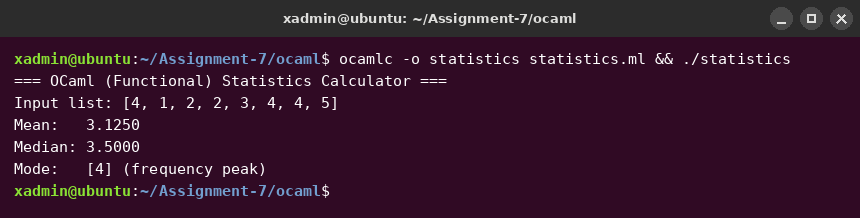 xadmin@ubuntu: ~/Assignment-7/ocaml
xadmin@ubuntu:~/Assignment-7/ocaml$ ocamlc -o statistics statistics.ml && ./statistics
=== OCaml (Functional) Statistics Calculator ===
Input list: [4, 1, 2, 2, 3, 4, 4, 5]
Mean:   3.1250
Median: 3.5000
Mode:   [4] (frequency peak)
xadmin@ubuntu:~/Assignment-7/ocaml$